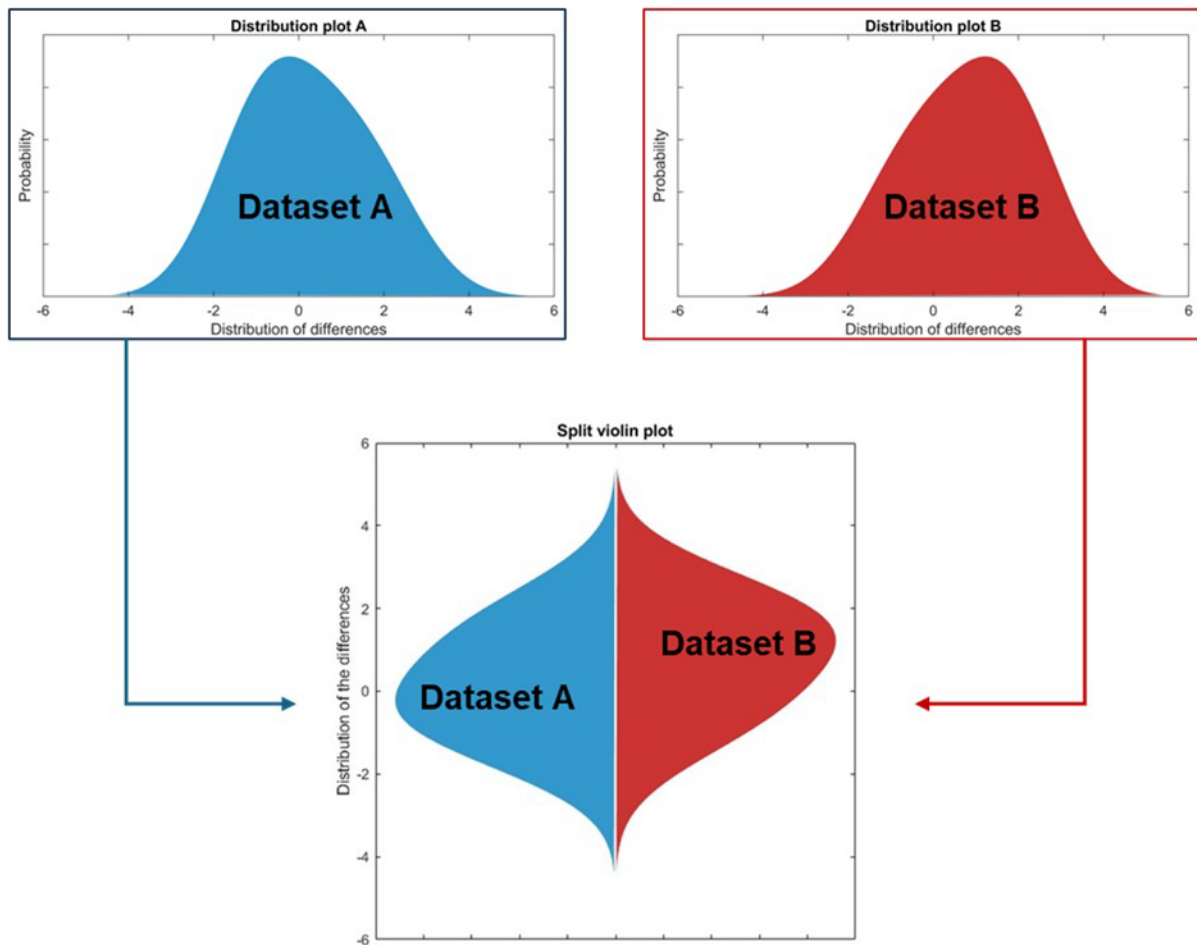 Distribution plot A
Probability
Dataset A
-6 -4 -2 0 2 4 6
Distribution of differences
Distribution plot B
Probability
Dataset B
-6 -4 -2 0 2 4 6
Distribution of differences
Split violin plot
Distribution of the differences
6
4
2
0
-2
-4
-6
Dataset A
Dataset B